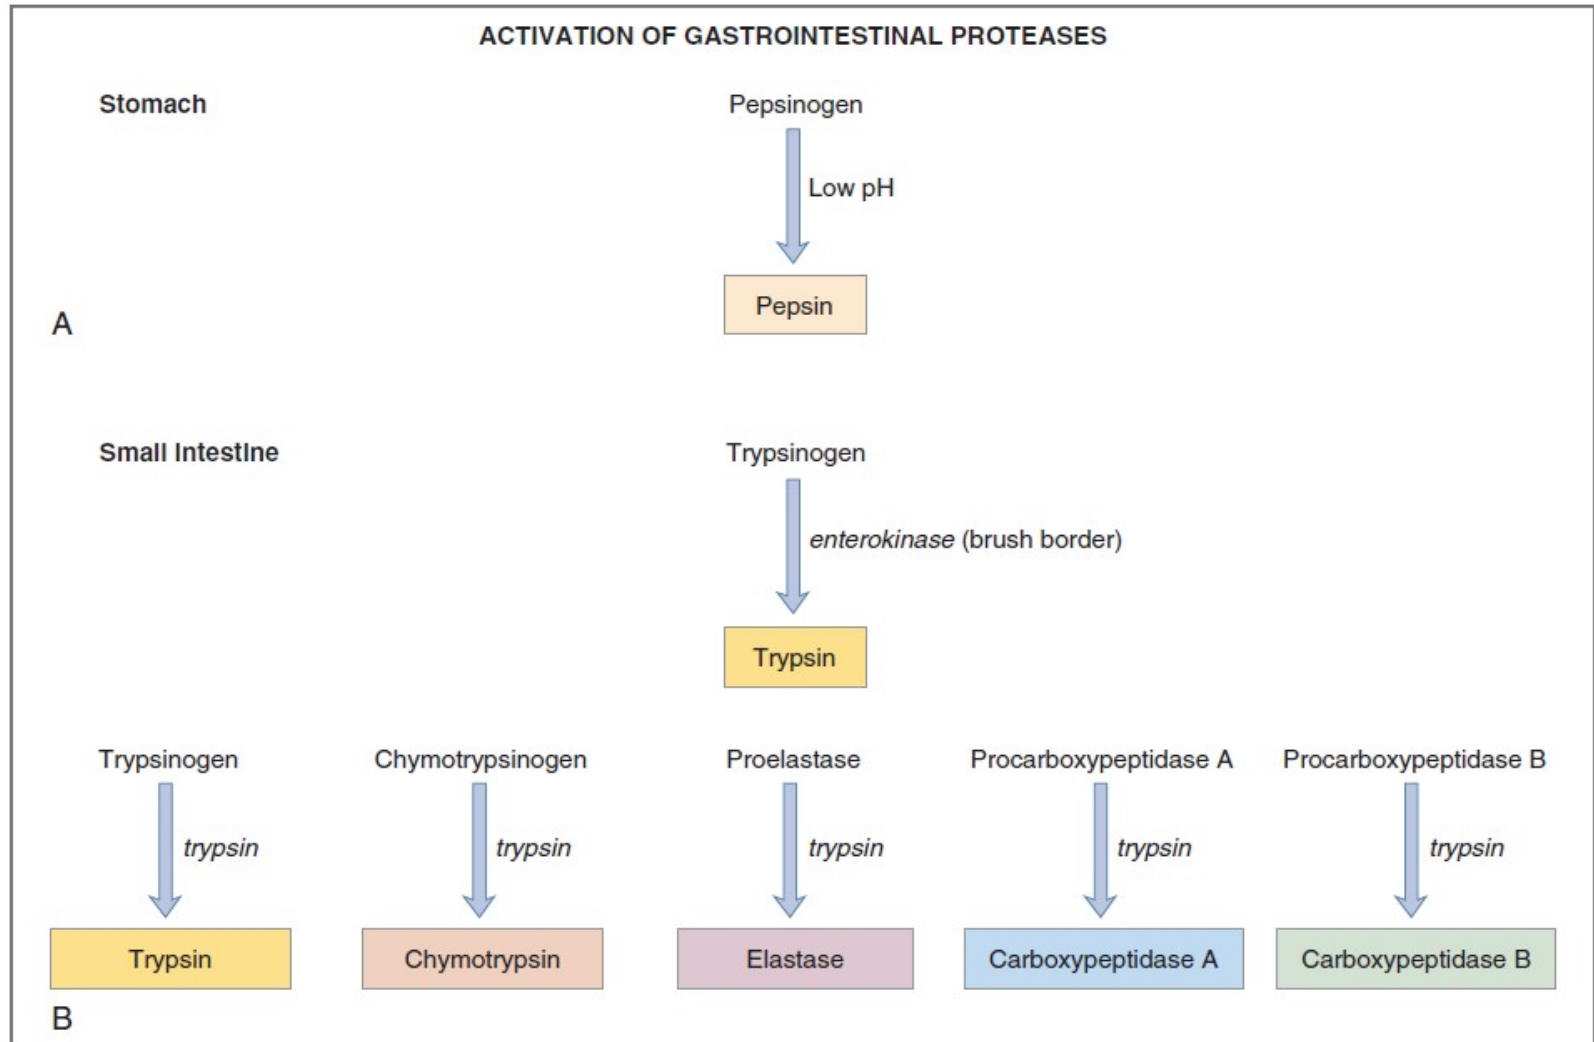 ACTIVATION OF GASTROINTESTINAL PROTEASES
Stomach
Pepsinogen
Low pH
Pepsin
A
Small Intestine
Trypsinogen
enterokinase (brush border)
Trypsin
Trypsinogen Chymotrypsinogen Proelastase Procarboxypeptidase A Procarboxypeptidase B
trypsin trypsin trypsin trypsin trypsin
Trypsin Chymotrypsin Elastase Carboxypeptidase A Carboxypeptidase B
B